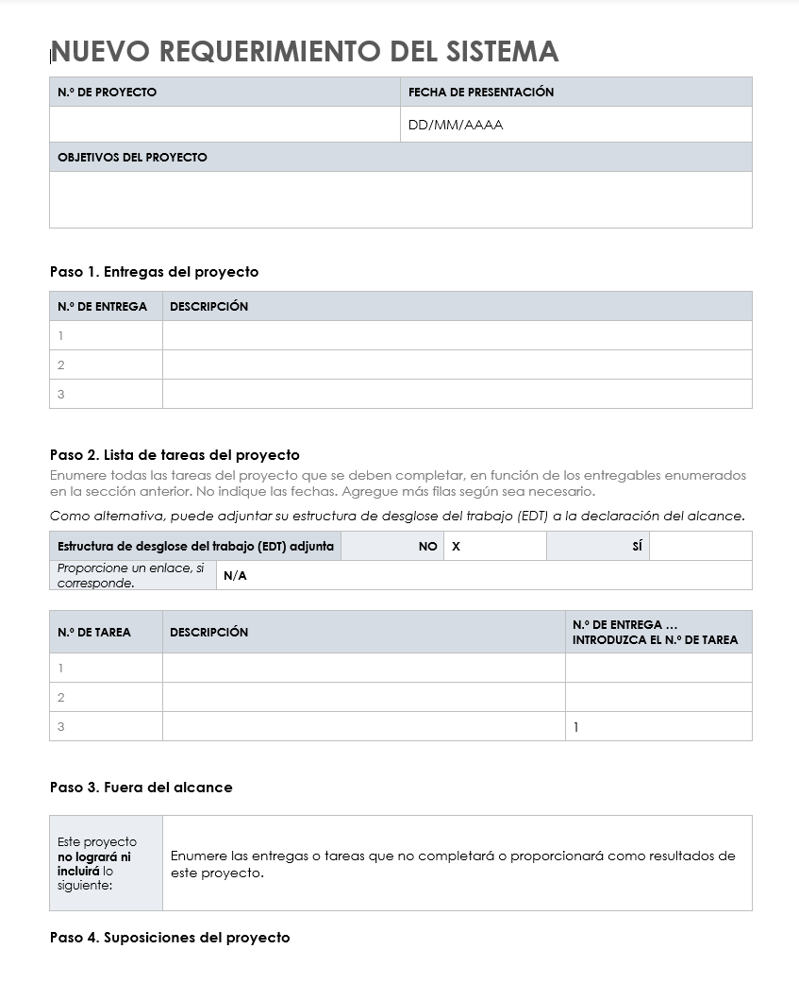 NUEVO REQUERIMIENTO DEL SISTEMA
N.º DE PROYECTO FECHA DE PRESENTACIÓN
DD/MM/AAAA
OBJETIVOS DEL PROYECTO
Paso 1. Entregas del proyecto
N.º DE ENTREGA DESCRIPCIÓN
1
2
3
Paso 2. Lista de tareas del proyecto
Enumere todas las tareas del proyecto que se deben completar, en función de los entregables enumerados
en la sección anterior. No indique las fechas. Agregue más filas según sea necesario.
Como alternativa, puede adjuntar su estructura de desglose del trabajo (EDT) a la declaración del alcance.
Estructura de desglose del trabajo (EDT) adjunta NO X SÍ
Proporcione un enlace, si
corresponde.
N/A
N.º DE TAREA DESCRIPCIÓN
N.º DE ENTREGA …
INTRODUZCA EL N.º DE TAREA
1
2
3 1
Paso 3. Fuera del alcance
Este proyecto
no logrará ni
incluirá lo
siguiente:
Enumere las entregas o tareas que no completará o proporcionará como resultados de
este proyecto.
Paso 4. Suposiciones del proyecto